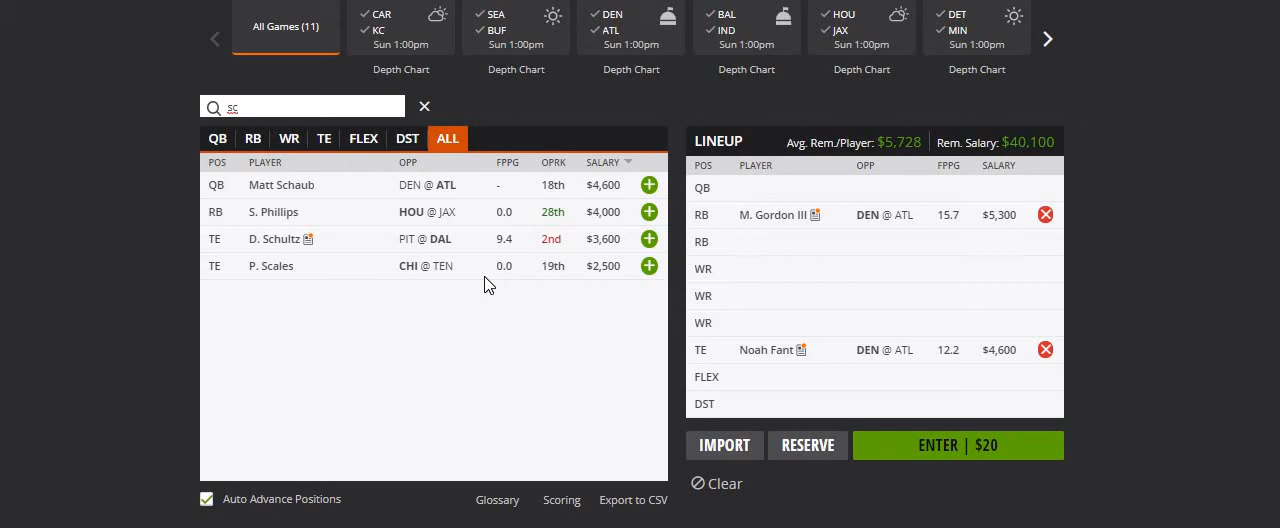 All Games (11)
CAR
KC
Sun 1:00pm
SEA
BUF
Sun 1:00pm
DEN
ATL
Sun 1:00pm
BAL
IND
Sun 1:00pm
HOU
JAX
Sun 1:00pm
DET
MIN
Sun 1:00pm
Depth Chart Depth Chart Depth Chart Depth Chart Depth Chart Depth Chart
sc
QB RB WR TE FLEX DST ALL
POS PLAYER OPP FPPG OPRK SALARY
QB Matt Schaub DEN @ ATL - 18th $4,600
RB S. Phillips HOU @ JAX 0.0 28th $4,000
TE D. Schultz PIT @ DAL 9.4 2nd $3,600
TE P. Scales CHI @ TEN 0.0 19th $2,500
Auto Advance Positions Glossary Scoring Export to CSV
LINEUP Avg. Rem./Player: $5,728 Rem. Salary: $40,100
POS PLAYER OPP FPPG SALARY
QB
RB M. Gordon III DEN @ ATL 15.7 $5,300
RB
WR
WR
WR
TE Noah Fant DEN @ ATL 12.2 $4,600
FLEX
DST
IMPORT RESERVE ENTER | $20
Clear